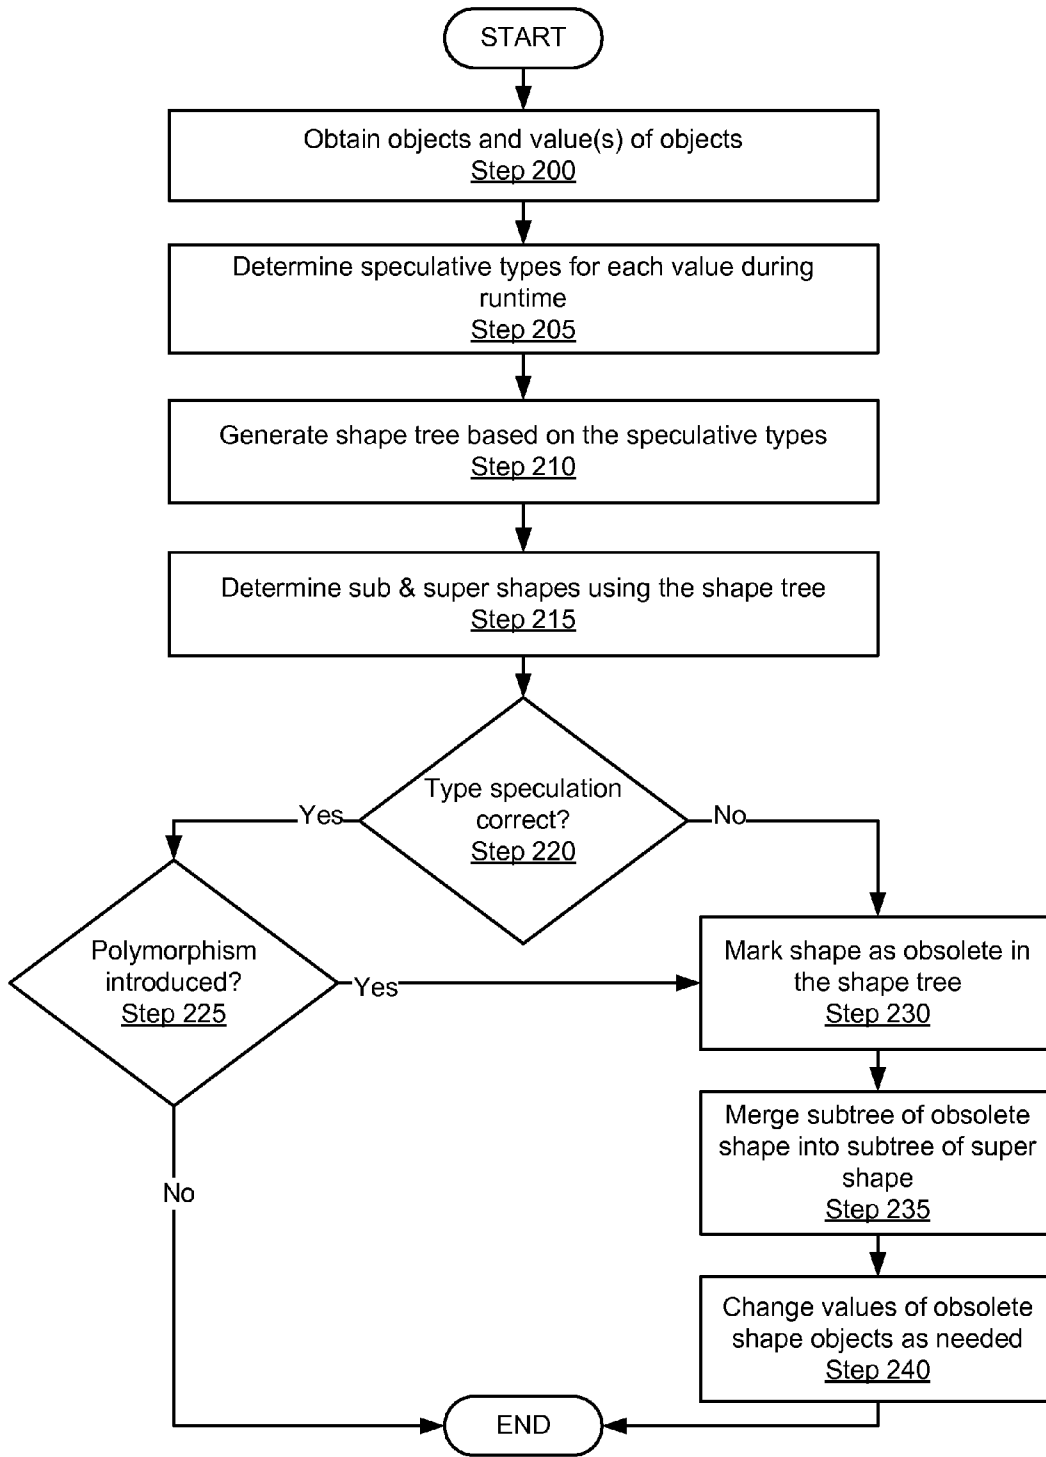 START
Obtain objects and value(s) of objects
Step 200
Determine speculative types for each value during
runtime
Step 205
Generate shape tree based on the speculative types
Step 210
Determine sub & super shapes using the shape tree
Step 215
Type speculation
correct?
Step 220
Yes
No
Polymorphism
introduced?
Step 225
Yes
No
Mark shape as obsolete in
the shape tree
Step 230
Merge subtree of obsolete
shape into subtree of super
shape
Step 235
Change values of obsolete
shape objects as needed
Step 240
END